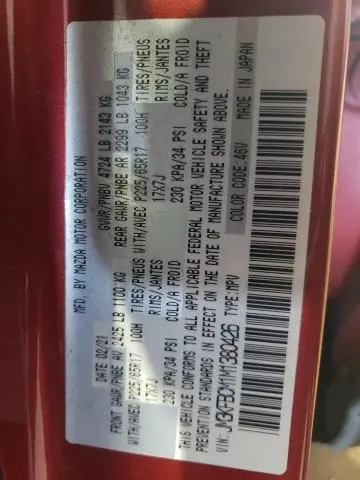 MFD. BY MAZDA MOTOR CORPORATION
DATE 02/21 GVWR/PNBV 4724 LB 2143 KG
FRONT GAWR/PNBE AV 2425 LB 1100 KG REAR GAWR/PNBE AR 2299 LB 1043 KG
WITH/AVEC P225/65R17 100H TIRES/PNEUS WITH/AVEC P225/65R17 100H TIRES/PNEUS
17X7J RIMS/JANTES 17X7J RIMS/JANTES
230 KPA/34 PSI COLD/A FROID 230 KPA/34 PSI COLD/A FROID
THIS VEHICLE CONFORMS TO ALL APPLICABLE FEDERAL MOTOR VEHICLE SAFETY AND THEFT
PREVENTION STANDARDS IN EFFECT ON THE DATE OF MANUFACTURE SHOWN ABOVE.
VIN: JM3KFBDM1M1380426 TYPE: MPV COLOR CODE: 46V MADE IN JAPAN